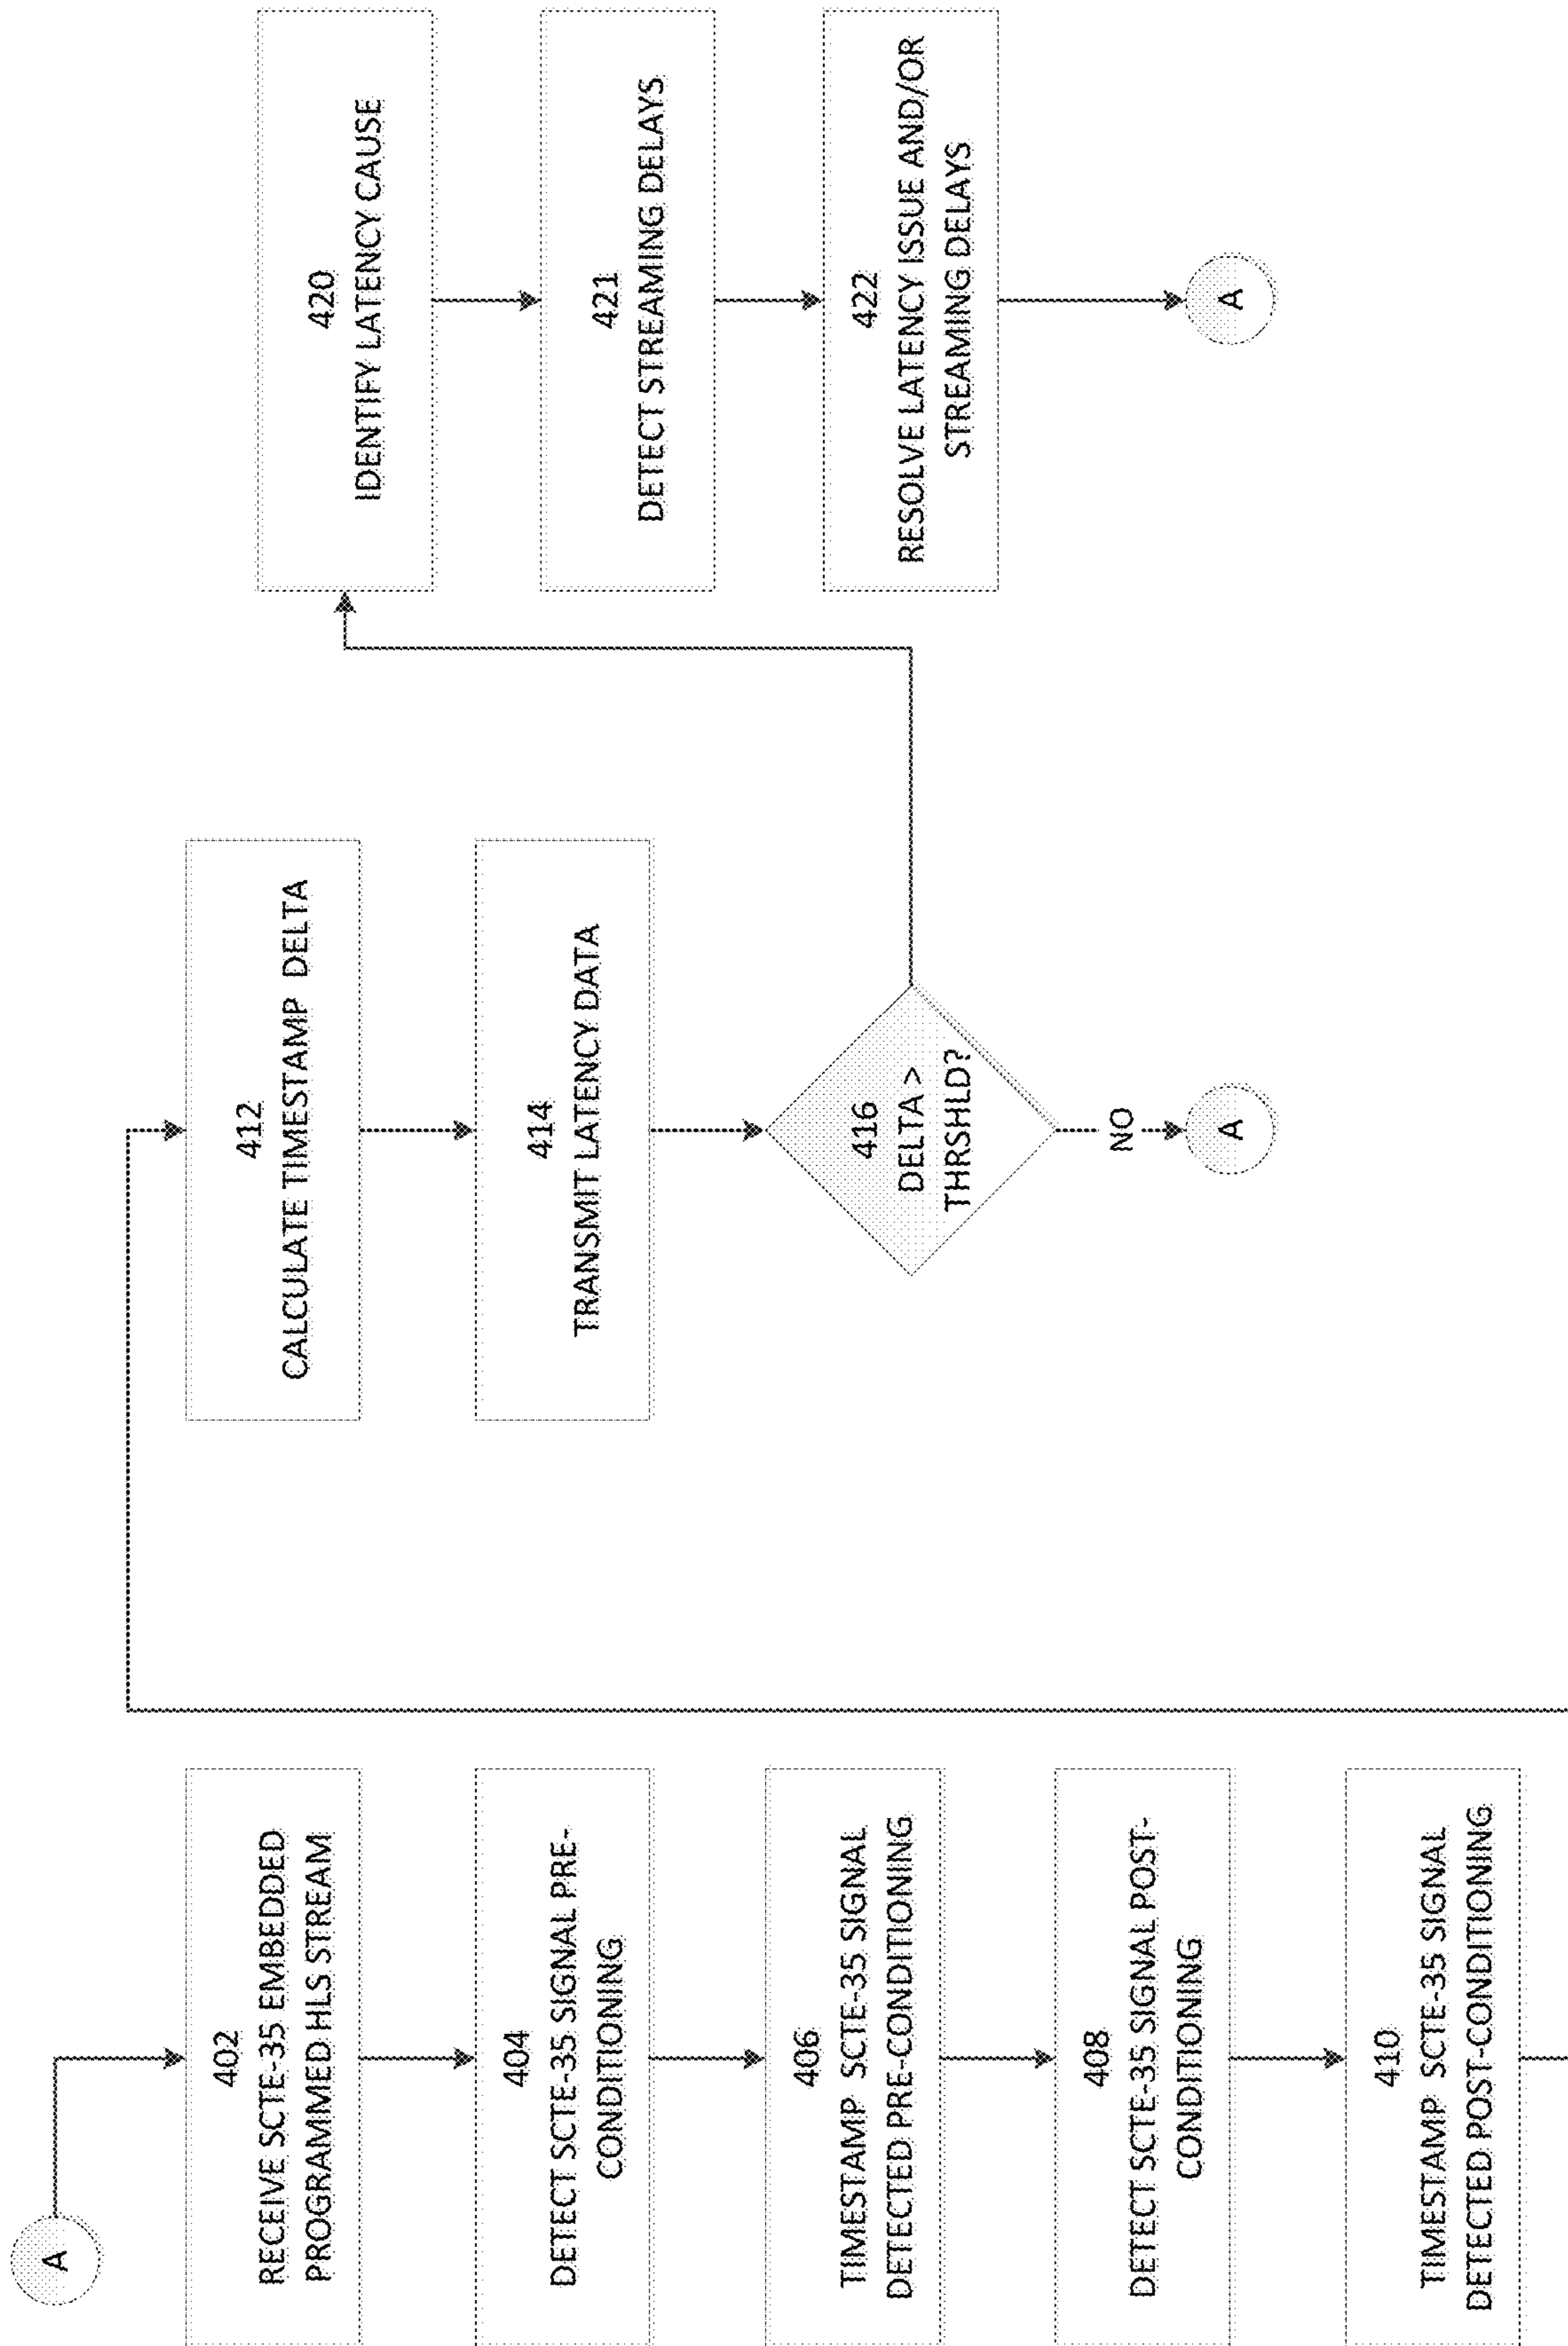 A
402
RECEIVE SCTE-35 EMBEDDED
PROGRAMMED HLS STREAM
404
DETECT SCTE-35 SIGNAL PRE-
CONDITIONING
406
TIMESTAMP SCTE-35 SIGNAL
DETECTED PRE-CONDITIONING
408
DETECT SCTE-35 SIGNAL POST-
CONDITIONING
410
TIMESTAMP SCTE-35 SIGNAL
DETECTED POST-CONDITIONING
412
CALCULATE TIMESTAMP DELTA
414
TRANSMIT LATENCY DATA
416
DELTA >
THRSHLD?
NO
A
420
IDENTIFY LATENCY CAUSE
421
DETECT STREAMING DELAYS
422
RESOLVE LATENCY ISSUE AND/OR
STREAMING DELAYS
A